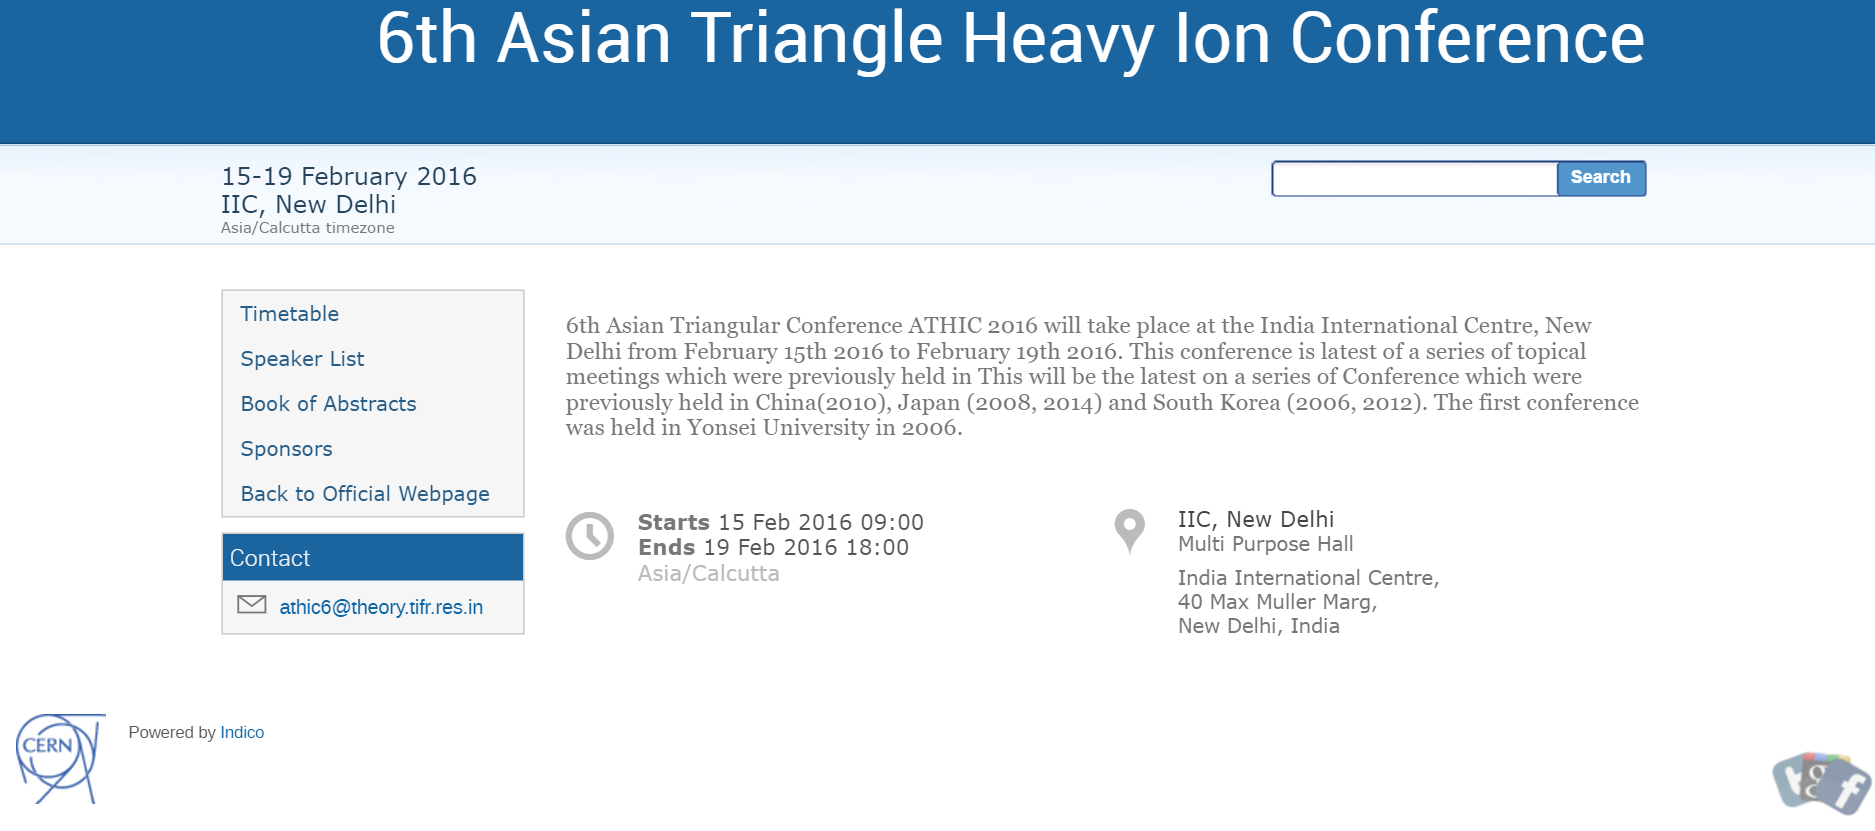 6th Asian Triangle Heavy Ion Conference
15-19 February 2016
IIC, New Delhi
Asia/Calcutta timezone
Search
Timetable
Speaker List
Book of Abstracts
Sponsors
Back to Official Webpage
Contact
athic6@theory.tifr.res.in
6th Asian Triangular Conference ATHIC 2016 will take place at the India International Centre, New
Delhi from February 15th 2016 to February 19th 2016. This conference is latest of a series of topical
meetings which were previously held in This will be the latest on a series of Conference which were
previously held in China(2010), Japan (2008, 2014) and South Korea (2006, 2012). The first conference
was held in Yonsei University in 2006.
Starts 15 Feb 2016 09:00
Ends 19 Feb 2016 18:00
Asia/Calcutta
IIC, New Delhi
Multi Purpose Hall
India International Centre,
40 Max Muller Marg,
New Delhi, India
CERN
Powered by Indico
t g f